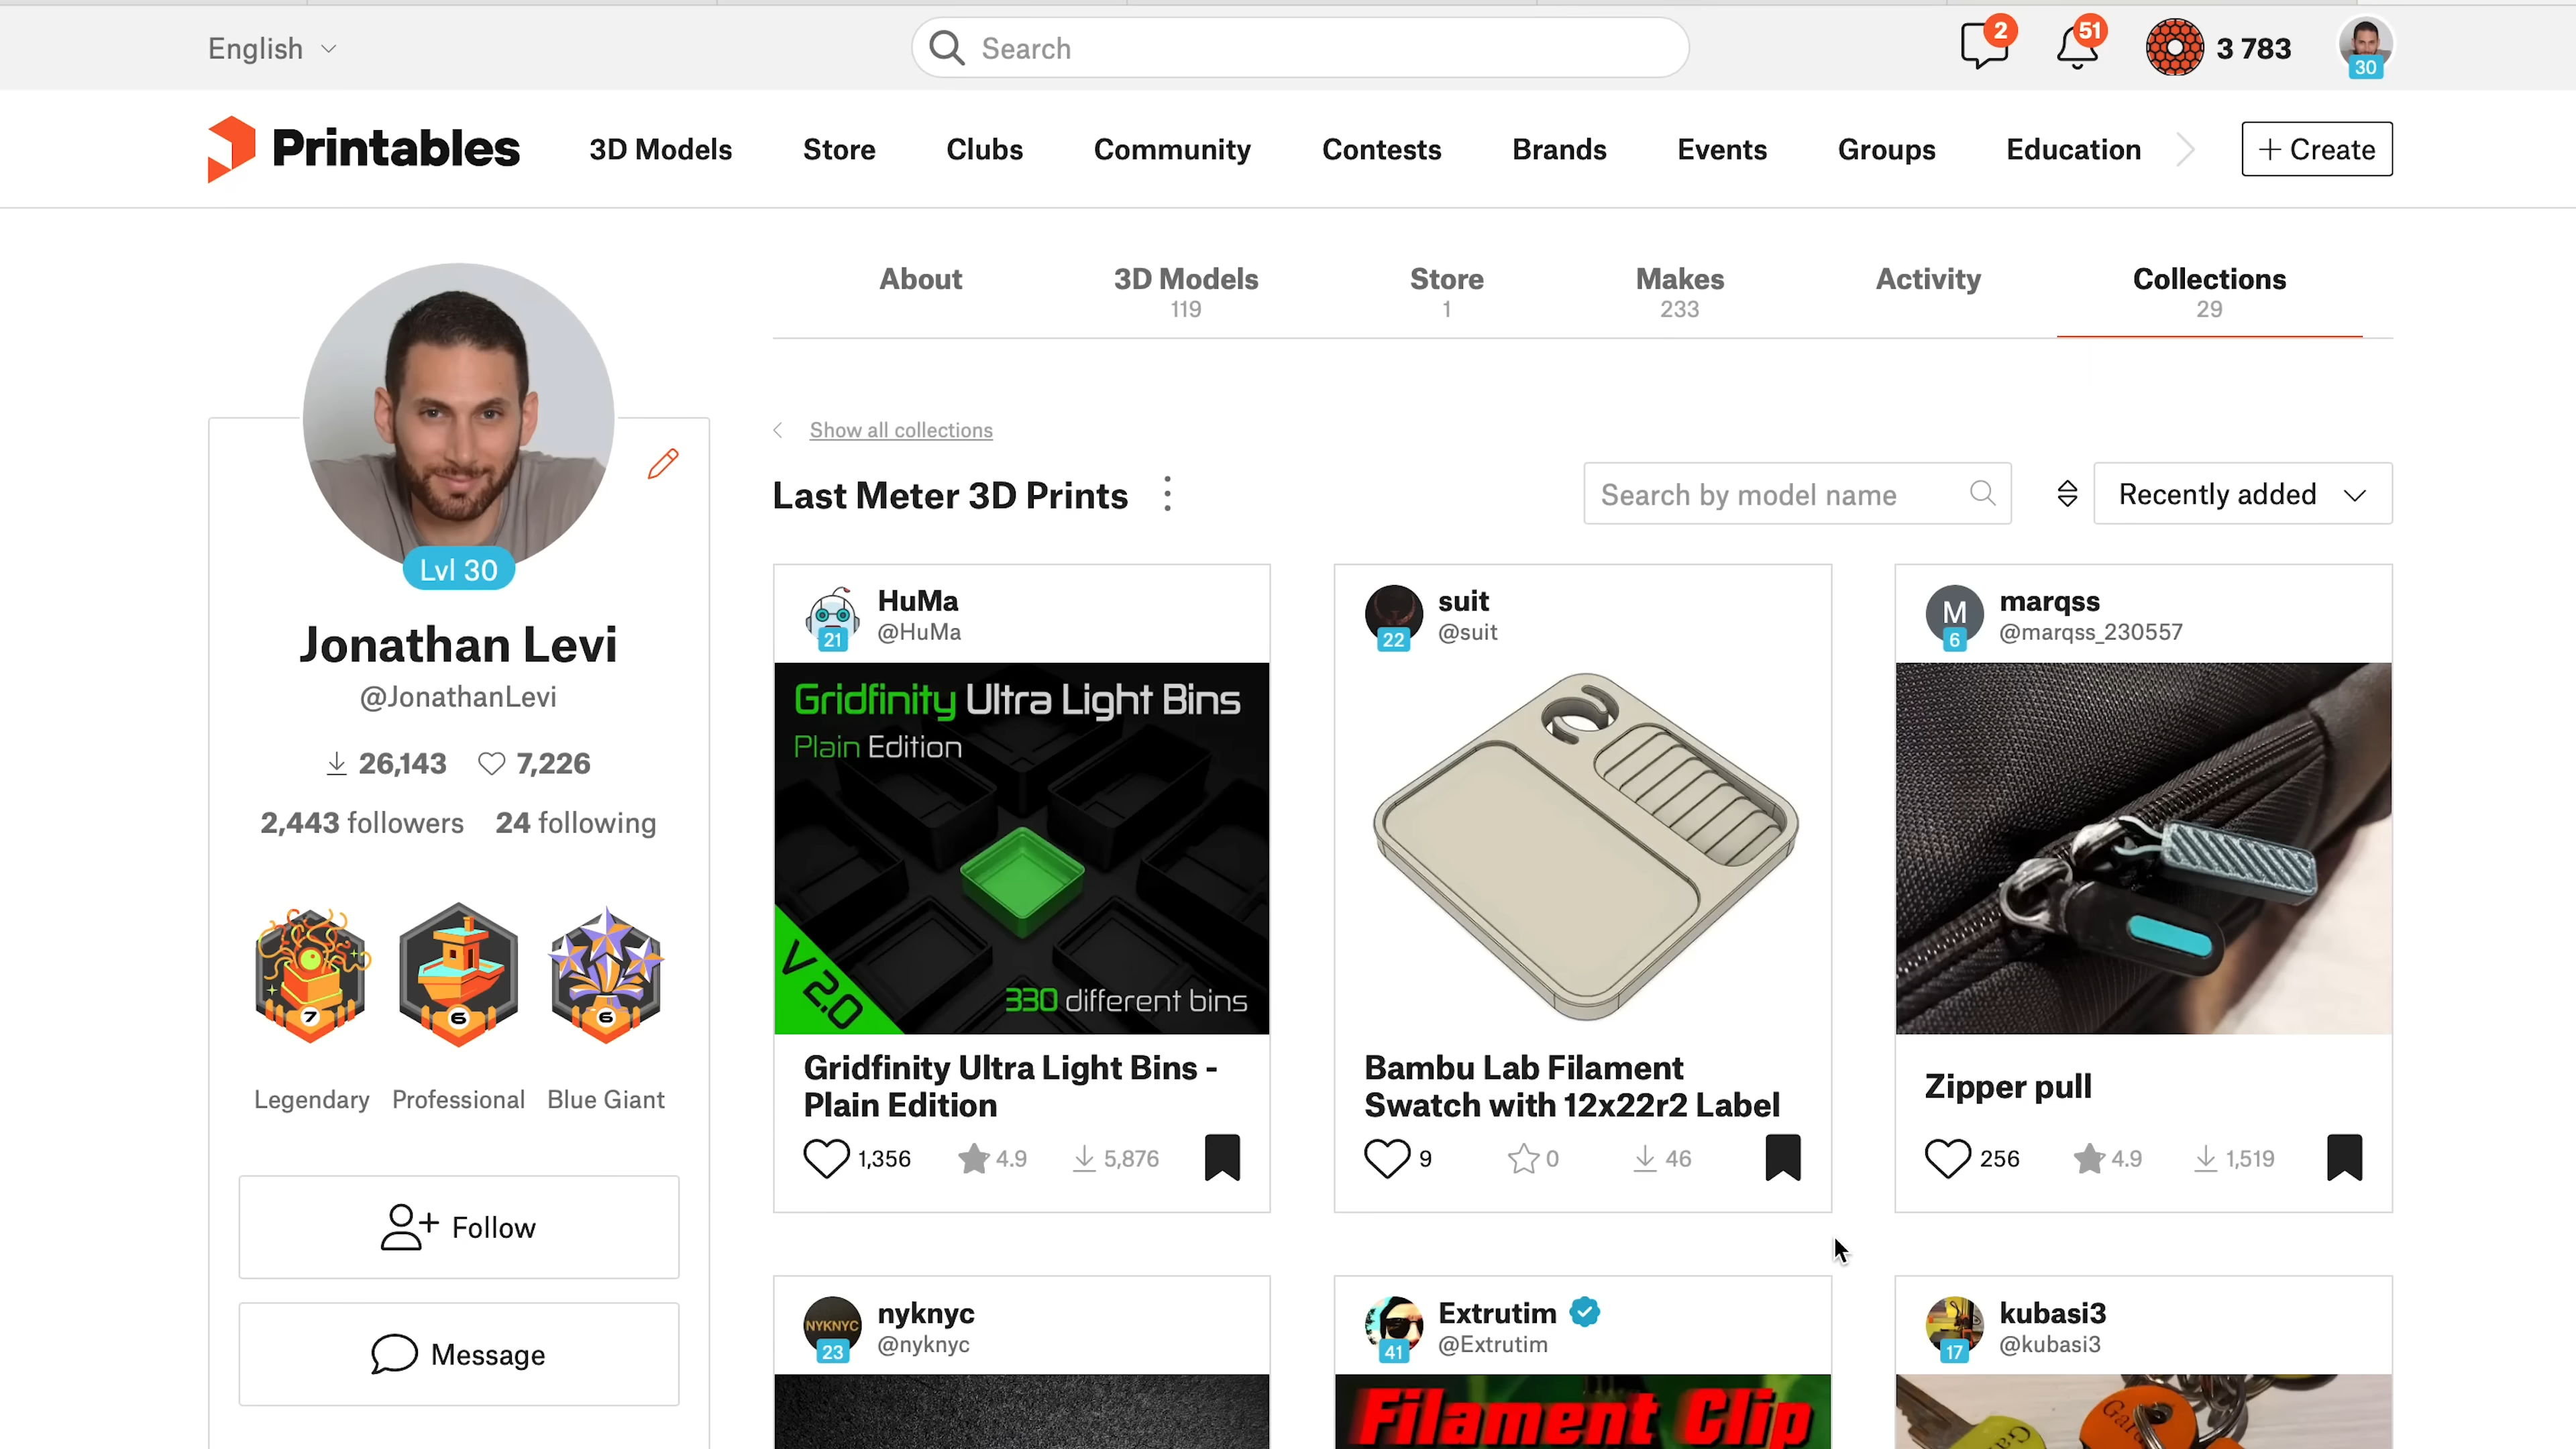 English
Search
2
51
3 783
30
Printables
3D Models
Store
Clubs
Community
Contests
Brands
Events
Groups
Education
Create
About
3D Models
119
Store
1
Makes
233
Activity
Collections
29
Lvl 30
Jonathan Levi
@JonathanLevi
26,143
7,226
2,443 followers
24 following
7
6
6
Legendary
Professional
Blue Giant
Follow
Message
Show all collections
Last Meter 3D Prints
Search by model name
Recently added
21
HuMa
@HuMa
Gridfinity Ultra Light Bins
Plain Edition
V 2.0
330 different bins
Gridfinity Ultra Light Bins -
Plain Edition
1,356
4.9
5,876
22
suit
@suit
Bambu Lab Filament
Swatch with 12x22r2 Label
9
0
46
M
6
marqss
@marqss_230557
Zipper pull
256
4.9
1,519
NYKNYC
23
nyknyc
@nyknyc
41
Extrutim
@Extrutim
Filament Clip
17
kubasi3
@kubasi3